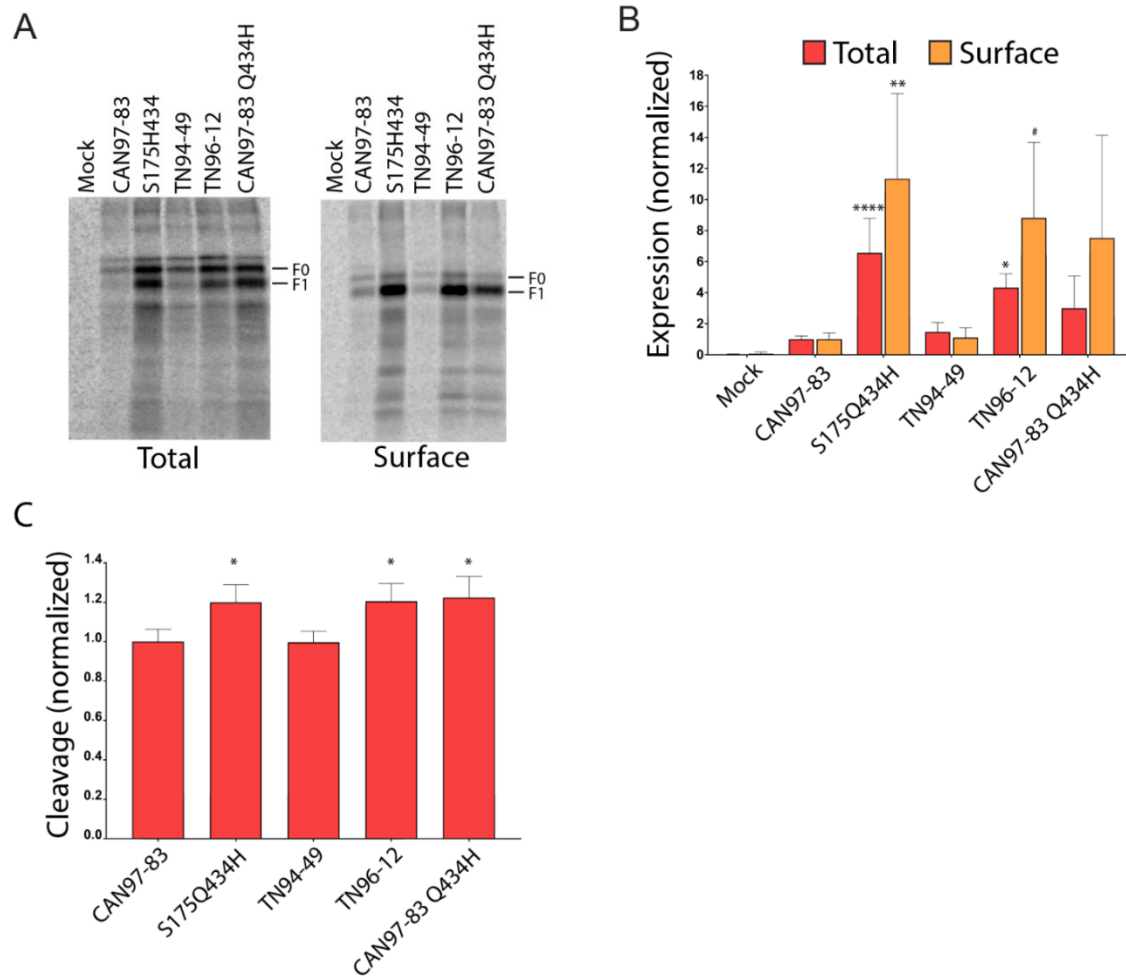 A
Mock
CAN97-83
S175H434
TN94-49
TN96-12
CAN97-83 Q434H
F0
F1
Total
Mock
CAN97-83
S175H434
TN94-49
TN96-12
CAN97-83 Q434H
F0
F1
Surface
B
Total Surface
Expression (normalized)
18
16
14
12
10
8
6
4
2
0
****
**
*
#
Mock
CAN97-83
S175Q434H
TN94-49
TN96-12
CAN97-83 Q434H
C
Cleavage (normalized)
1.4
1.2
1.0
0.8
0.6
0.4
0.2
0.0
*
*
*
CAN97-83
S175Q434H
TN94-49
TN96-12
CAN97-83 Q434H